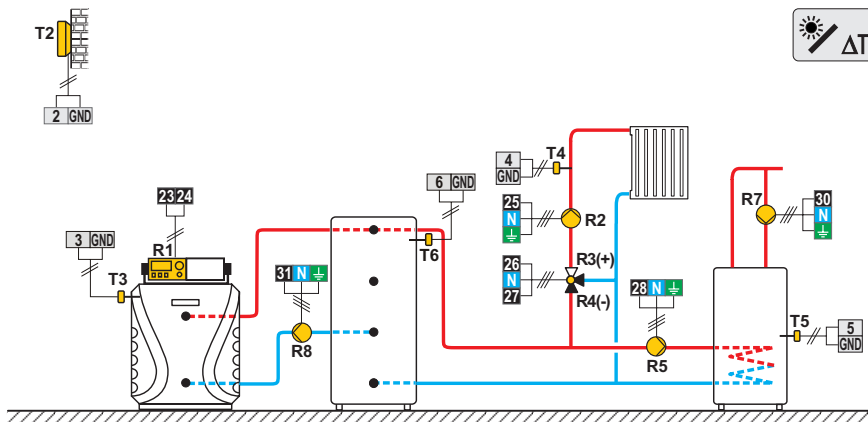 T2
ΔT
2 GND
T4
4
GND
6 GND
23 24
25
N
R2
R7
30
N
3 GND
R1
T6
R3(+)
26
N
27
31 N
28 N
R4(-)
T3
T5
5
GND
R8
R5